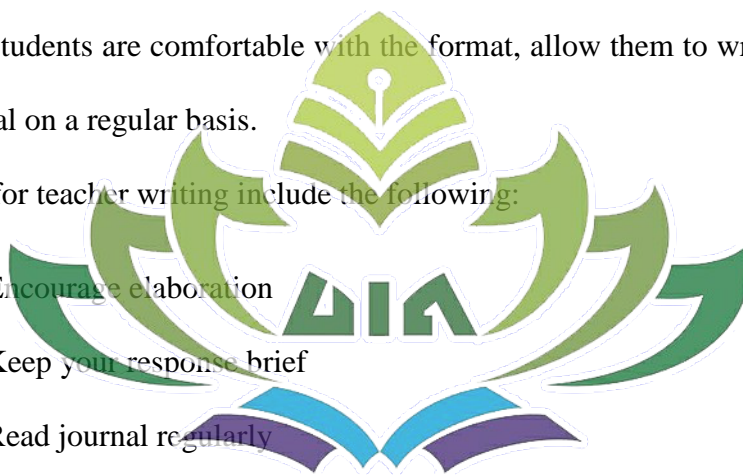 tudents are comfortable with the format, allow them to wr
al on a regular basis.
for teacher writing include the following:
Encourage elaboration
Keep your response brief
Read journal regularly